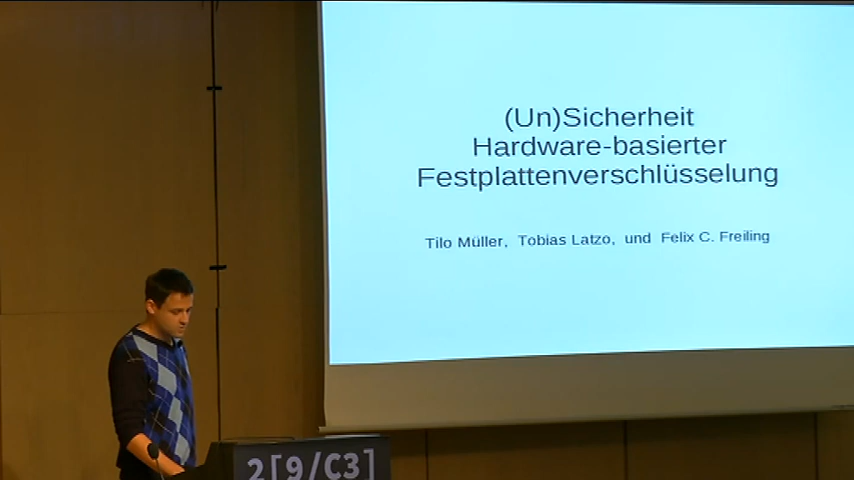 (Un)Sicherheit
Hardware-basierter
Festplattenverschlüsselung
Tilo Müller, Tobias Latzo, und Felix C. Freiling
2[9/C3]